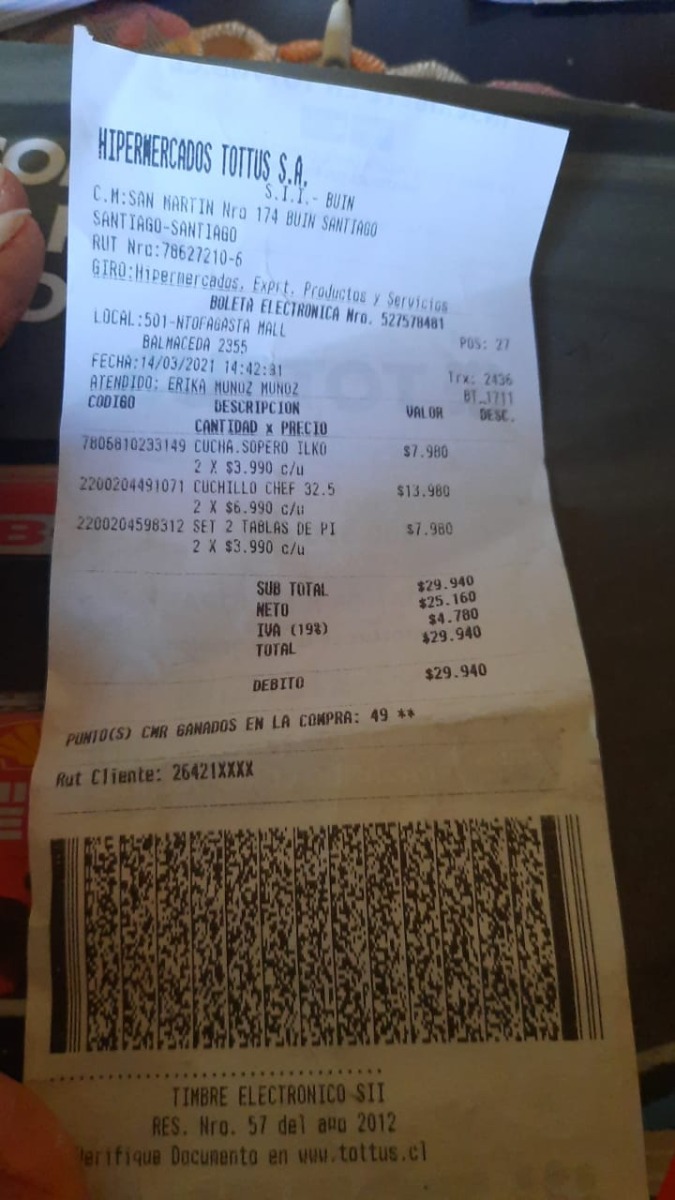 HIPERMERCADOS TOTTUS S.A.
S.I.I.- BUIN
C.M:SAN MARTIN Nro 174 BUIN SANTIAGO
SANTIAGO-SANTIAGO
RUT Nro:78627210-6
GIRO:Hipermercados, Exprt. Productos y Servicios
BOLETA ELECTRONICA Nro. 527578481
LOCAL:501-NTOFAGASTA MALL
BALMACEDA 2355 POS: 27
FECHA:14/03/2021 14:42:31 Trx: 2436
ATENDIDO: ERIKA MUNOZ MUNOZ BT.1711
CODIGO DESCRIPCION VALOR DESC.
CANTIDAD x PRECIO
7805810233149 CUCHA.SOPERO ILKO $7.980
2 X $3.990 c/u
2200204491071 CUCHILLO CHEF 32.5 $13.980
2 X $6.990 c/u
2200204598312 SET 2 TABLAS DE PI $7.980
2 X $3.990 c/u
SUB TOTAL $29.940
NETO $25.160
IVA (19%) $4.780
TOTAL $29.940
DEBITO $29.940
PUNTO(S) CMR GANADOS EN LA COMPRA: 49 **
Rut Cliente: 26421XXXX
TIMBRE ELECTRONICO SII
RES. Nro. 57 del ano 2012
Verifique Documento en www.tottus.cl